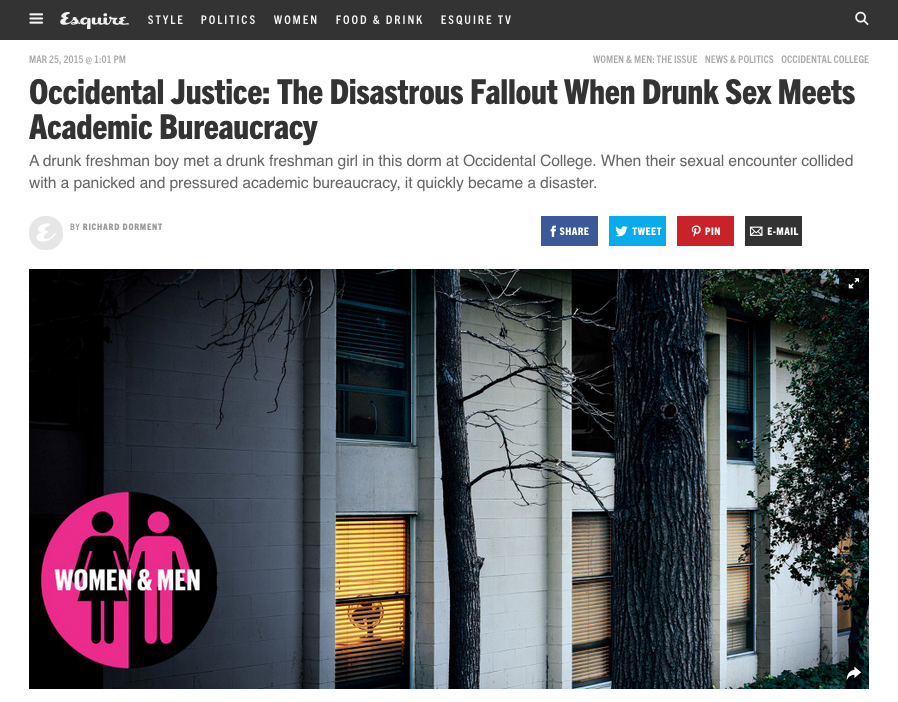 Esquire STYLE POLITICS WOMEN FOOD & DRINK ESQUIRE TV
MAR 25, 2015 @ 1:01 PM WOMEN & MEN: THE ISSUE NEWS & POLITICS OCCIDENTAL COLLEGE
Occidental Justice: The Disastrous Fallout When Drunk Sex Meets
Academic Bureaucracy
A drunk freshman boy met a drunk freshman girl in this dorm at Occidental College. When their sexual encounter collided
with a panicked and pressured academic bureaucracy, it quickly became a disaster.
BY RICHARD DORMENT
SHARE TWEET PIN E-MAIL
WOMEN & MEN